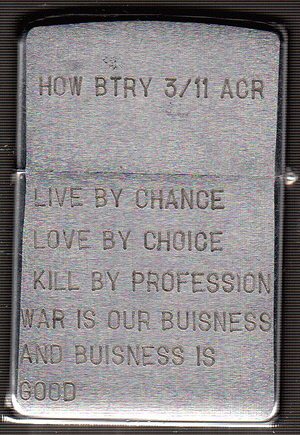 HOW BTRY 3/11 ACR
LIVE BY CHANCE
LOVE BY CHOICE
KILL BY PROFESSION
WAR IS OUR BUISNESS
AND BUISNESS IS
GOOD